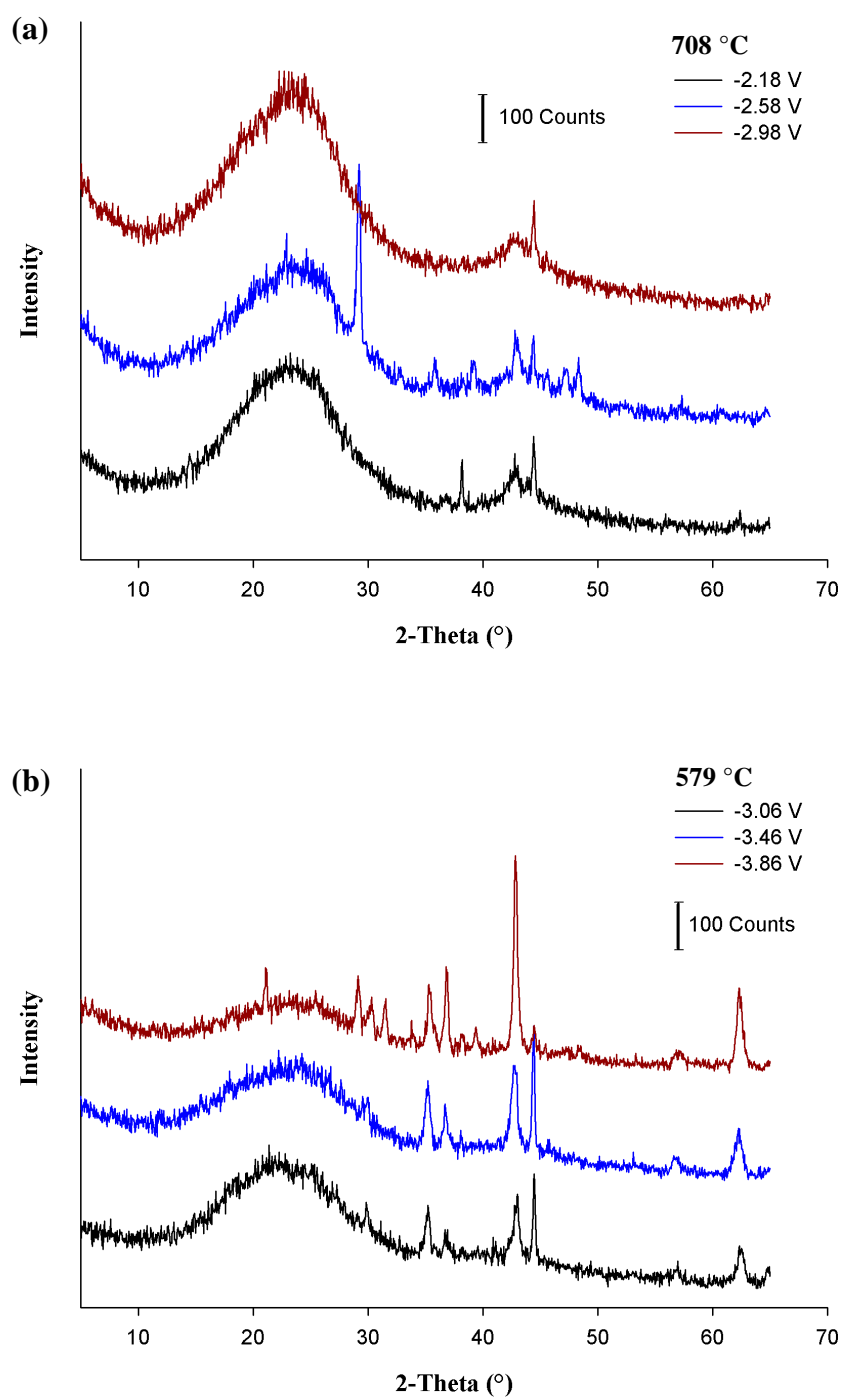 (a)
708 °C
-2.18 V
-2.58 V
-2.98 V
100 Counts
Intensity
10 20 30 40 50 60 70
2-Theta (°)
(b)
579 °C
-3.06 V
-3.46 V
-3.86 V
100 Counts
Intensity
10 20 30 40 50 60 70
2-Theta (°)